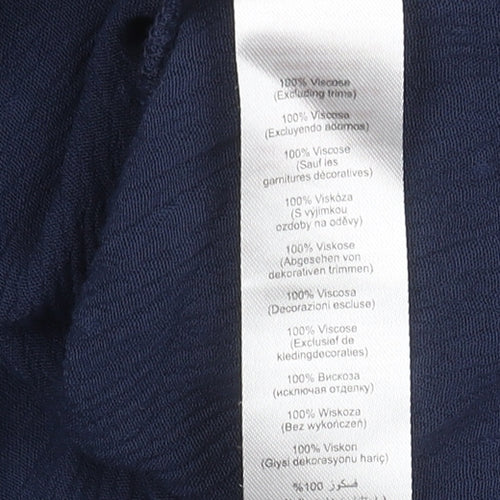 100% Viscose
(Excluding trims)
100% Viscosa
(Excluyendo adornos)
100% Viscose
(Sauf les
garnitures décoratives)
100% Viskóza
(S výjimkou
ozdoby na oděvy)
100% Viskose
(Abgesehen von
dekorativen trimmen)
100% Viscosa
(Decorazioni escluse)
100% Viscose
(Exclusief de
kledingdecoraties)
100% Вискоза
(исключая отделку)
100% Wiskoza
(Bez wykończeń)
100% Viskon
(Giysi dekorasyonu hariç)
%100 فسكوز